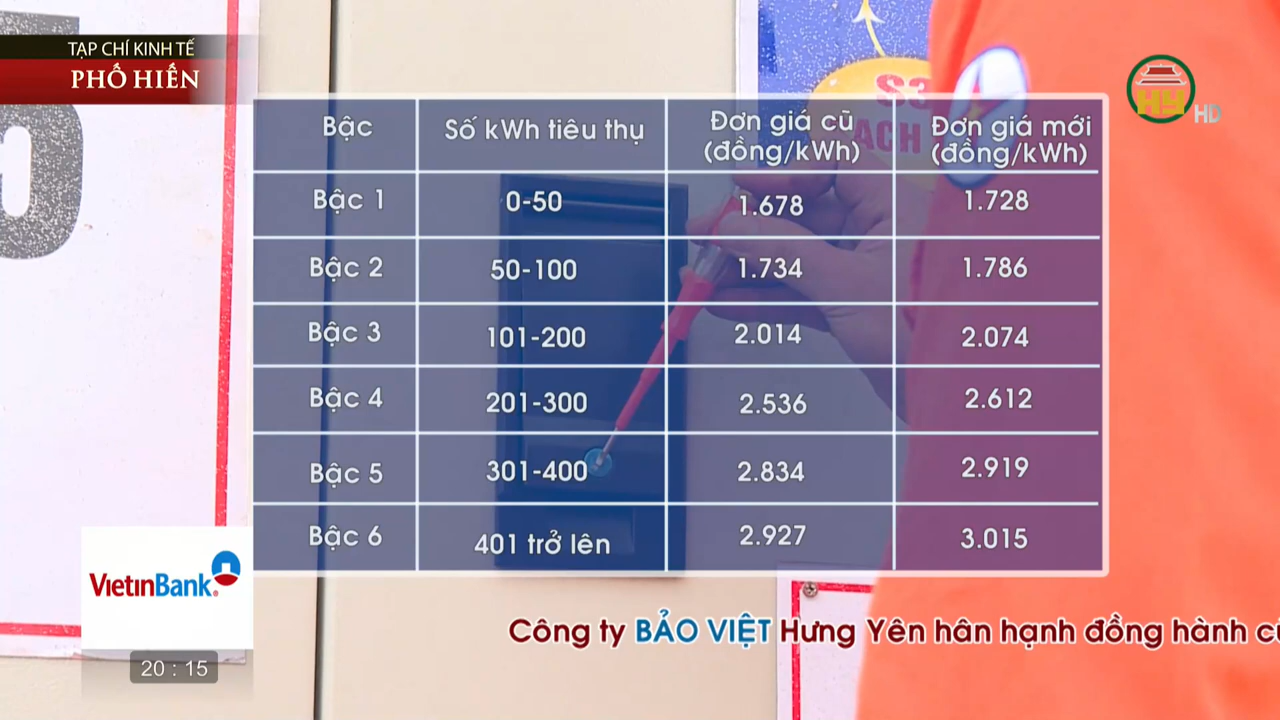 TẠP CHÍ KINH TẾ
PHỐ HIẾN
HY HD
S3
ACH
Bậc Số kWh tiêu thụ Đơn giá cũ (đồng/kWh) Đơn giá mới (đồng/kWh)
Bậc 1 0-50 1.678 1.728
Bậc 2 50-100 1.734 1.786
Bậc 3 101-200 2.014 2.074
Bậc 4 201-300 2.536 2.612
Bậc 5 301-400 2.834 2.919
Bậc 6 401 trở lên 2.927 3.015
VietinBank
Công ty BẢO VIỆT Hưng Yên hân hạnh đồng hành
20 : 15